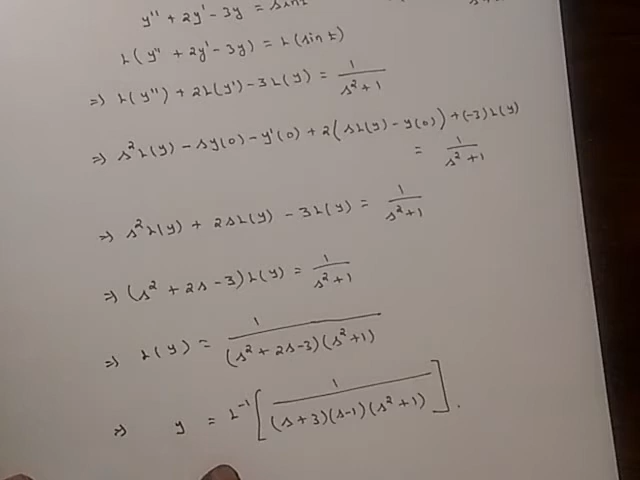 y'' + 2y' - 3y = sin t
L(y'' + 2y' - 3y) = L(sin t)
=> L(y'') + 2L(y') - 3L(y) = 1/(s² + 1)
=> s²L(y) - sy(0) - y'(0) + 2(sL(y) - y(0)) + (-3)L(y)
= 1/(s² + 1)
=> s²L(y) + 2sL(y) - 3L(y) = 1/(s² + 1)
=> (s² + 2s - 3)L(y) = 1/(s² + 1)
=> L(y) = 1/((s² + 2s - 3)(s² + 1))
=> y = L⁻¹[1/((s + 3)(s - 1)(s² + 1))].